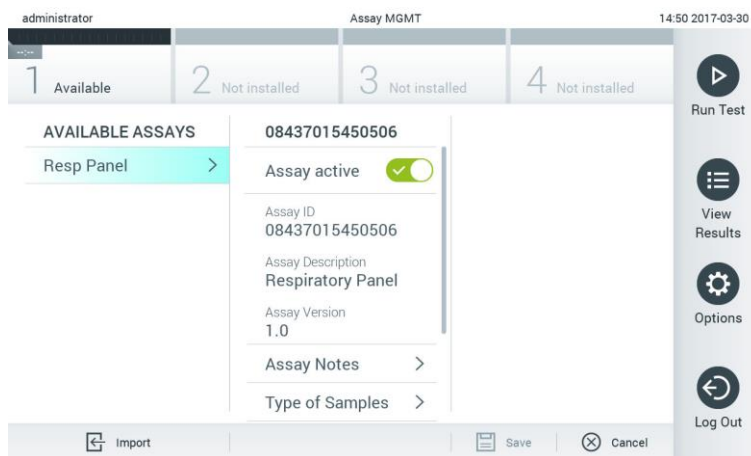 administrator
Assay MGMT
14:50 2017-03-30
--:--
1 Available
2 Not installed
3 Not installed
4 Not installed
Run Test
AVAILABLE ASSAYS
Resp Panel
08437015450506
Assay active
Assay ID
08437015450506
Assay Description
Respiratory Panel
Assay Version
1.0
Assay Notes
Type of Samples
View
Results
Options
Log Out
Import
Save
Cancel